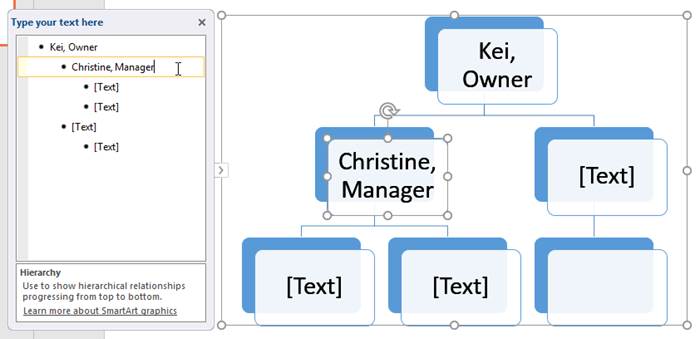 Type your text here
Kei, Owner
Christine, Manager
[Text]
[Text]
[Text]
[Text]
Hierarchy
Use to show hierarchical relationships
progressing from top to bottom.
Learn more about SmartArt graphics
Kei,
Owner
Christine,
Manager
[Text]
[Text]
[Text]